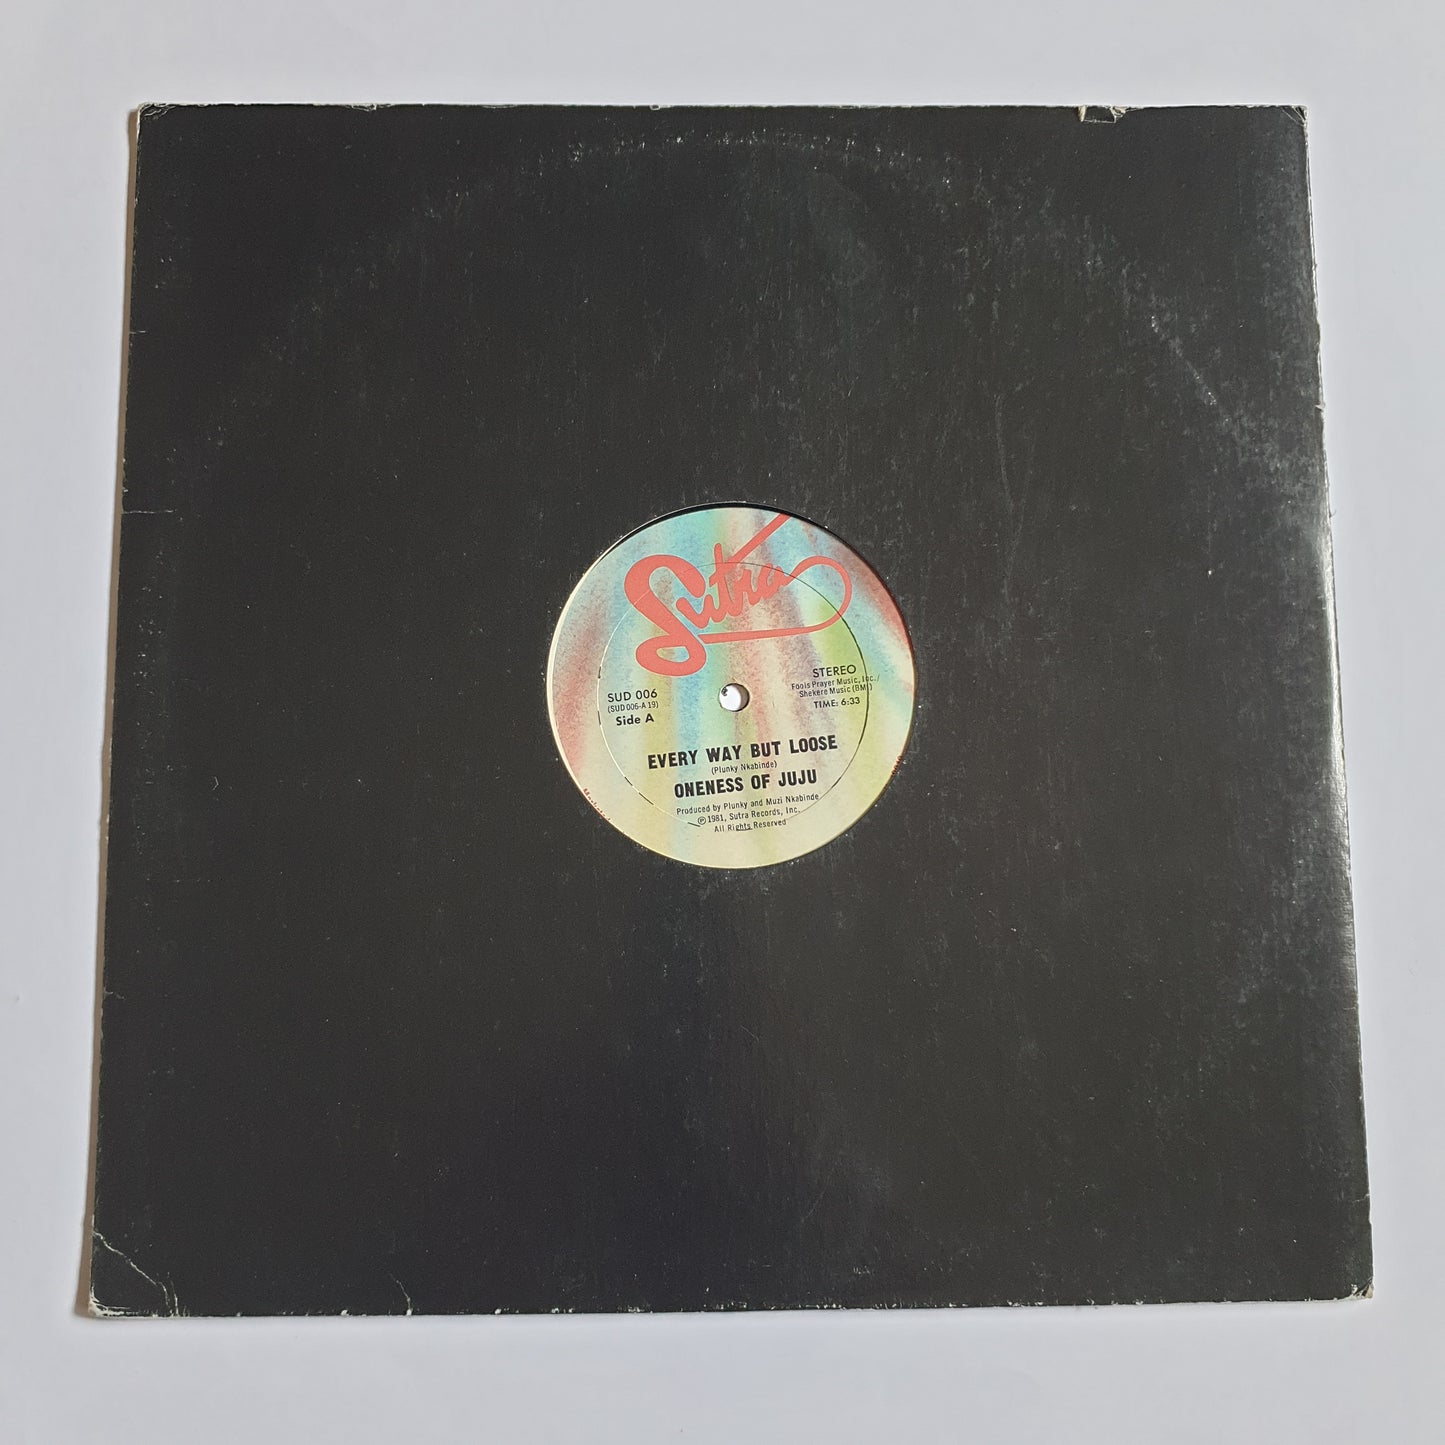 Sutra
STEREO
Fools Prayer Music, Inc./
Shekere Music (BMI)
TIME: 6:33
SUD 006
(SUD 006-A 19)
Side A
EVERY WAY BUT LOOSE
(Plunky Nkabinde)
ONENESS OF JUJU
Produced by Plunky and Muzi Nkabinde
℗ 1981, Sutra Records, Inc.
All Rights Reserved